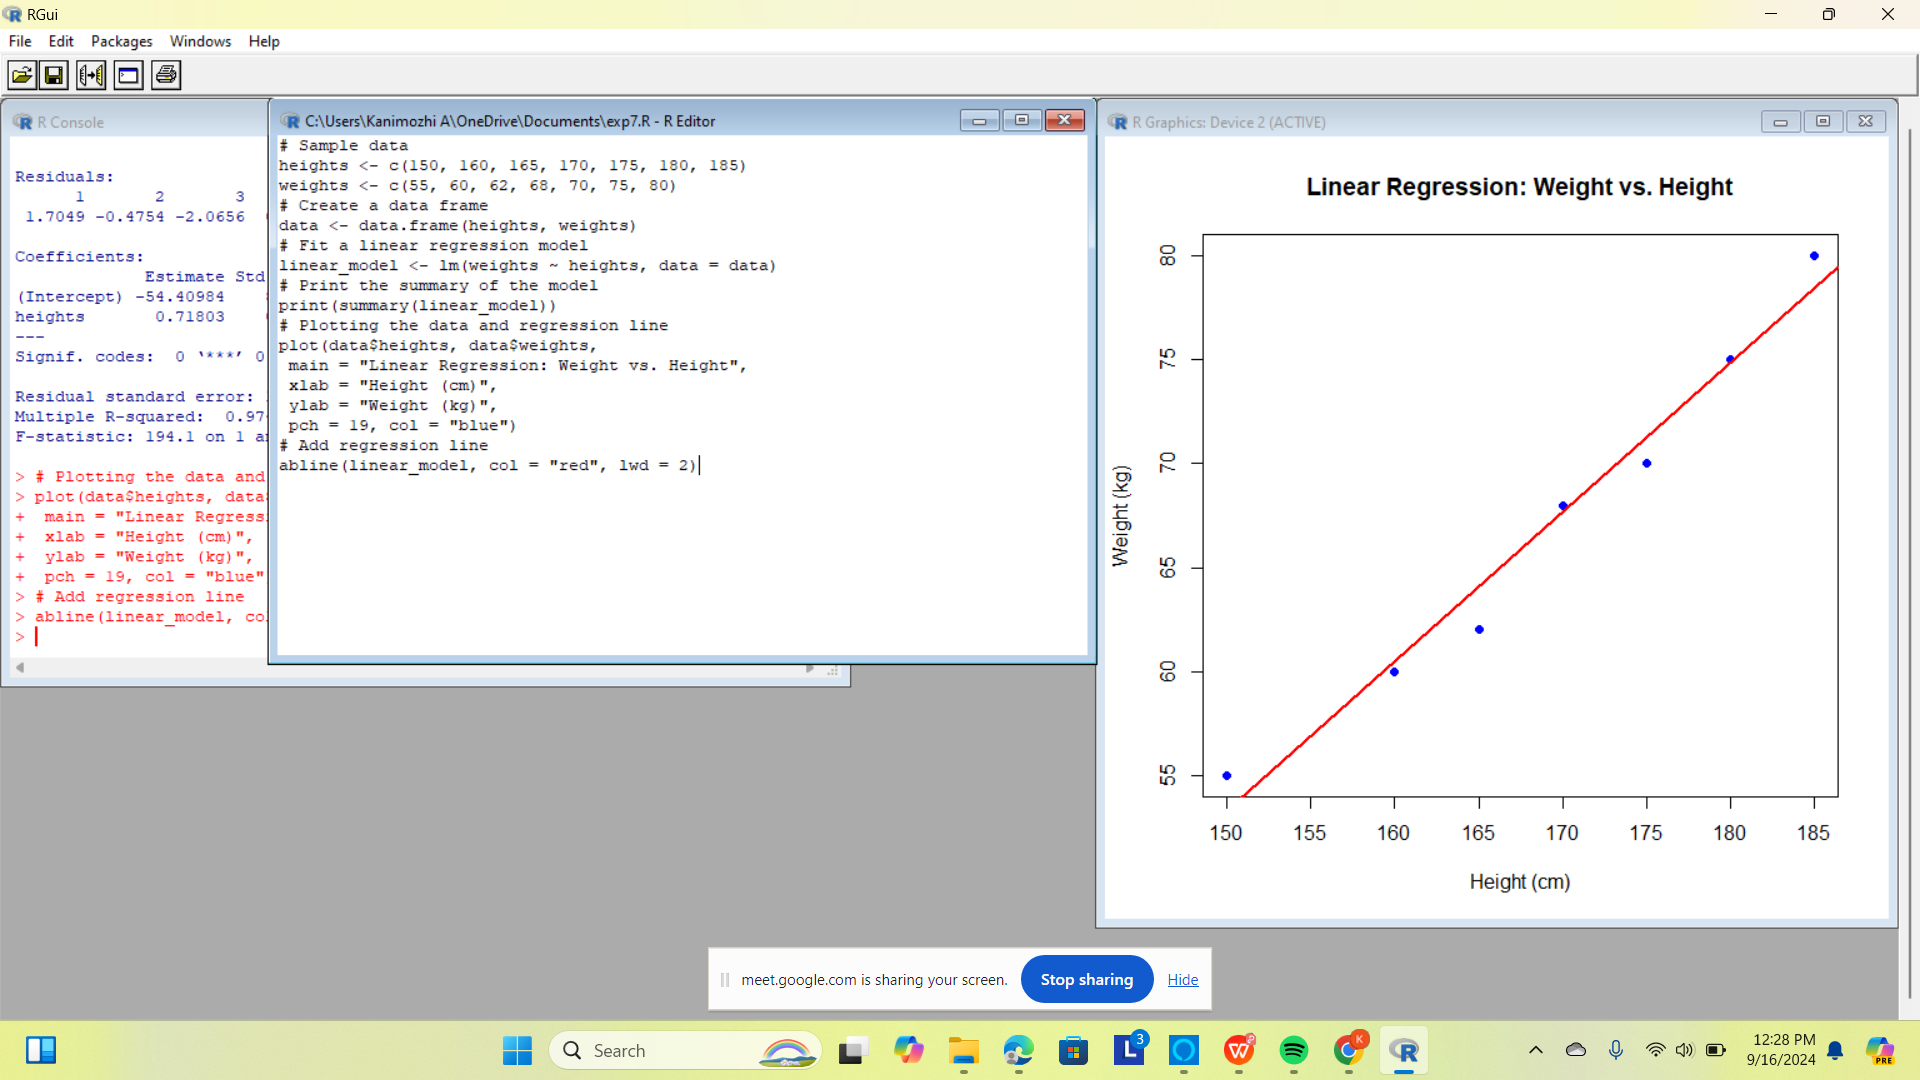 RGui
File Edit Packages Windows Help
R Console
Residuals:
1 2 3
1.7049 -0.4754 -2.0656
Coefficients:
Estimate Std
(Intercept) -54.40984
heights 0.71803
---
Signif. codes: 0 ‘***’ 0
Residual standard error:
Multiple R-squared: 0.97
F-statistic: 194.1 on 1 a
> # Plotting the data and
> plot(data$heights, data
+ main = "Linear Regress
+ xlab = "Height (cm)",
+ ylab = "Weight (kg)",
+ pch = 19, col = "blue"
> # Add regression line
> abline(linear_model, co
>
C:\Users\Kanimozhi A\OneDrive\Documents\exp7.R - R Editor
# Sample data
heights <- c(150, 160, 165, 170, 175, 180, 185)
weights <- c(55, 60, 62, 68, 70, 75, 80)
# Create a data frame
data <- data.frame(heights, weights)
# Fit a linear regression model
linear_model <- lm(weights ~ heights, data = data)
# Print the summary of the model
print(summary(linear_model))
# Plotting the data and regression line
plot(data$heights, data$weights,
main = "Linear Regression: Weight vs. Height",
xlab = "Height (cm)",
ylab = "Weight (kg)",
pch = 19, col = "blue")
# Add regression line
abline(linear_model, col = "red", lwd = 2)
R Graphics: Device 2 (ACTIVE)
Linear Regression: Weight vs. Height
Weight (kg)
80
75
70
65
60
55
150 155 160 165 170 175 180 185
Height (cm)
meet.google.com is sharing your screen. Stop sharing Hide
Search
3
K
12:28 PM
9/16/2024
PRE